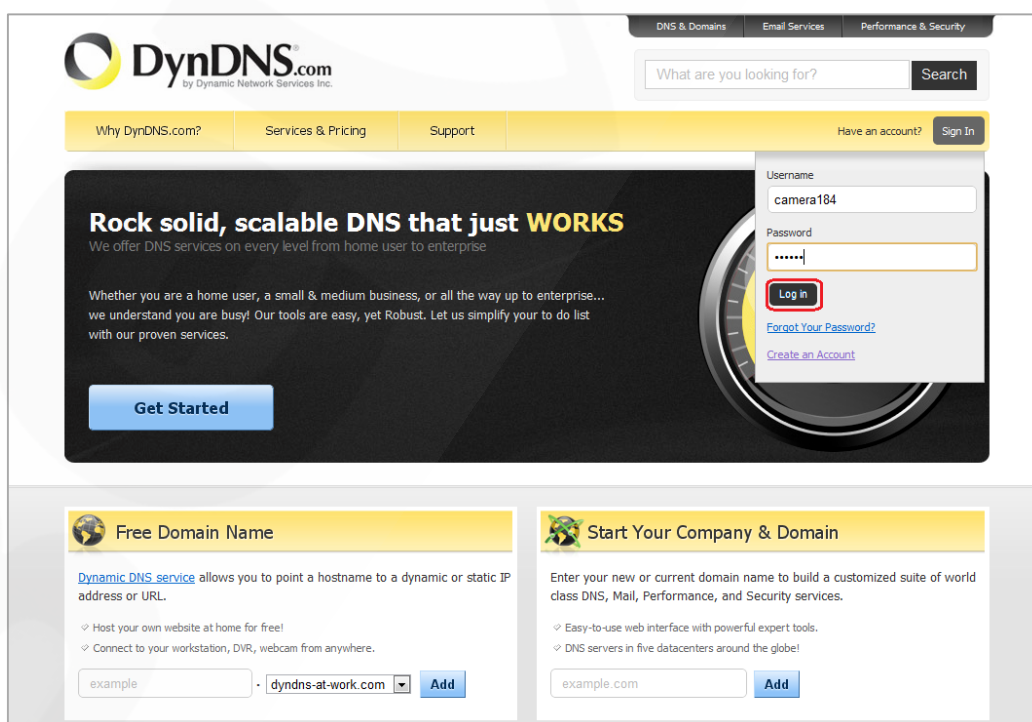 DNS & Domains Email Services Performance & Security
DynDNS.com
by Dynamic Network Services Inc.
What are you looking for? Search
Why DynDNS.com? Services & Pricing Support Have an account? Sign In
Username
camera184
Password
••••••
Log in
Forgot Your Password?
Create an Account
Rock solid, scalable DNS that just WORKS
We offer DNS services on every level from home user to enterprise
Whether you are a home user, a small & medium business, or all the way up to enterprise...
we understand you are busy! Our tools are easy, yet Robust. Let us simplify your to do list
with our proven services.
Get Started
Free Domain Name
Dynamic DNS service allows you to point a hostname to a dynamic or static IP
address or URL.
Host your own website at home for free!
Connect to your workstation, DVR, webcam from anywhere.
example . dyndns-at-work.com Add
Start Your Company & Domain
Enter your new or current domain name to build a customized suite of world
class DNS, Mail, Performance, and Security services.
Easy-to-use web interface with powerful expert tools.
DNS servers in five datacenters around the globe!
example.com Add